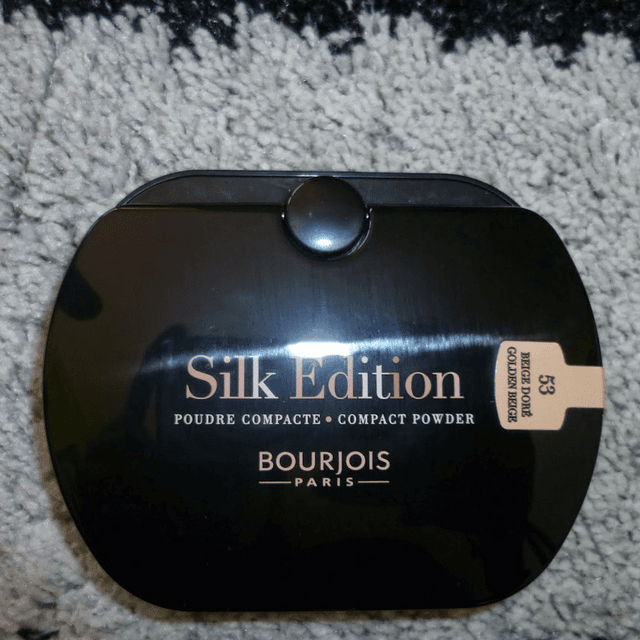 Silk Edition
POUDRE COMPACTE • COMPACT POWDER
BOURJOIS
PARIS
53
BEIGE DORÉ
GOLDEN BEIGE